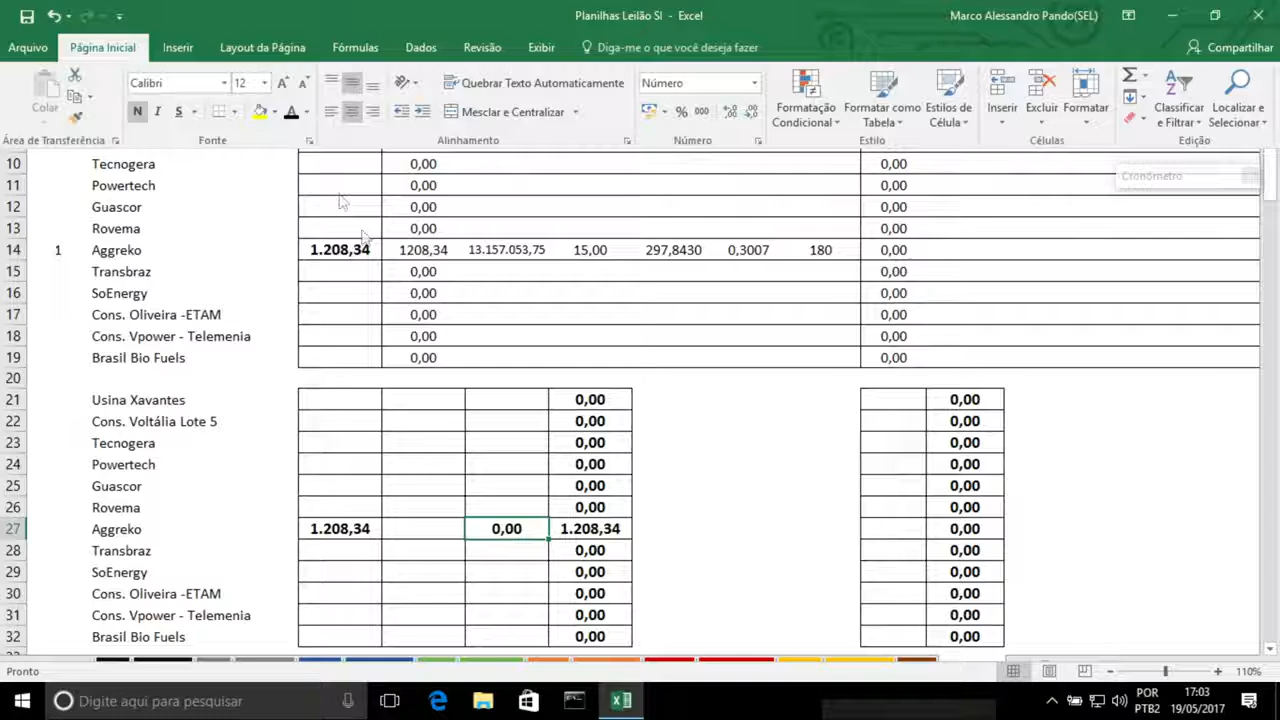 Planilhas Leilão SI - Excel
Marco Alessandro Pando(SEL)
Arquivo Página Inicial Inserir Layout da Página Fórmulas Dados Revisão Exibir Diga-me o que você deseja fazer Compartilhar
Colar
Calibri 12
N I S
Quebrar Texto Automaticamente
Mesclar e Centralizar
Número
% 000
Formatação Condicional
Formatar como Tabela
Estilos de Célula
Inserir
Excluir
Formatar
Classificar e Filtrar
Localizar e Selecionar
Área de Transferência Fonte Alinhamento Número Estilo Células Edição
Cronômetro
10 Tecnogera 0,00 0,00
11 Powertech 0,00 0,00
12 Guascor 0,00 0,00
13 Rovema 0,00 0,00
14 1 Aggreko 1.208,34 1208,34 13.157.053,75 15,00 297,8430 0,3007 180 0,00
15 Transbraz 0,00 0,00
16 SoEnergy 0,00 0,00
17 Cons. Oliveira -ETAM 0,00 0,00
18 Cons. Vpower - Telemenia 0,00 0,00
19 Brasil Bio Fuels 0,00 0,00
20
21 Usina Xavantes 0,00 0,00
22 Cons. Voltália Lote 5 0,00 0,00
23 Tecnogera 0,00 0,00
24 Powertech 0,00 0,00
25 Guascor 0,00 0,00
26 Rovema 0,00 0,00
27 Aggreko 1.208,34 0,00 1.208,34 0,00
28 Transbraz 0,00 0,00
29 SoEnergy 0,00 0,00
30 Cons. Oliveira -ETAM 0,00 0,00
31 Cons. Vpower - Telemenia 0,00 0,00
32 Brasil Bio Fuels 0,00 0,00
Pronto
110%
Digite aqui para pesquisar
POR
PTB2
17:03
19/05/2017